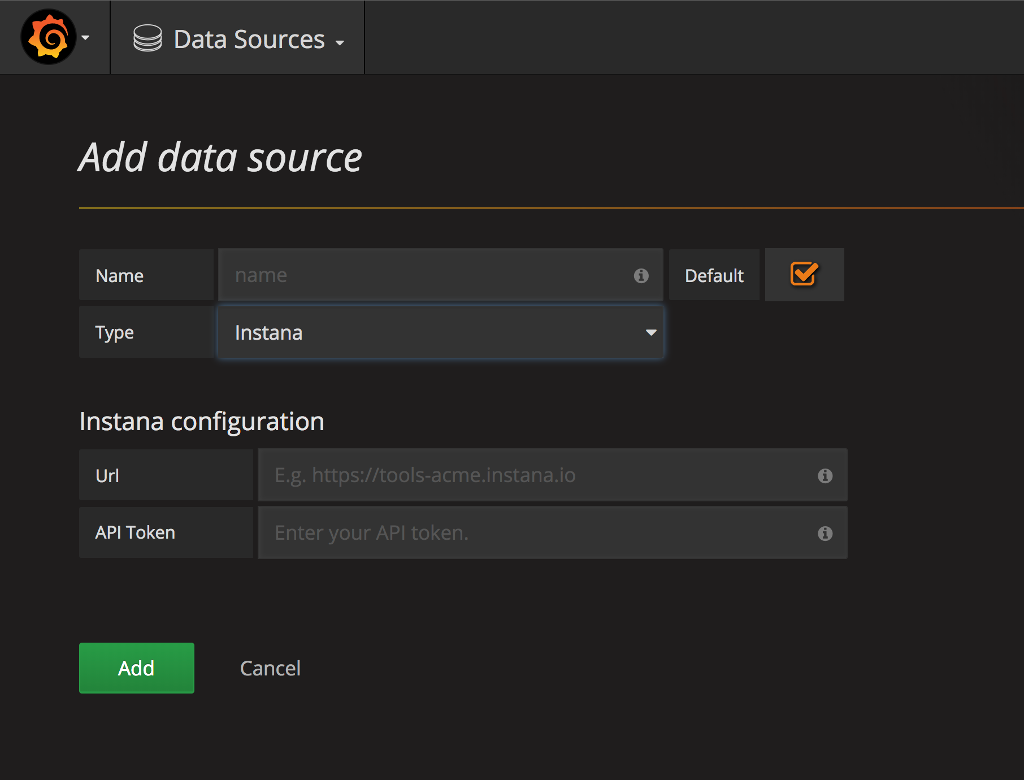 Data Sources
Add data source
Name name Default
Type Instana
Instana configuration
Url E.g. https://tools-acme.instana.io
API Token Enter your API token.
Add Cancel